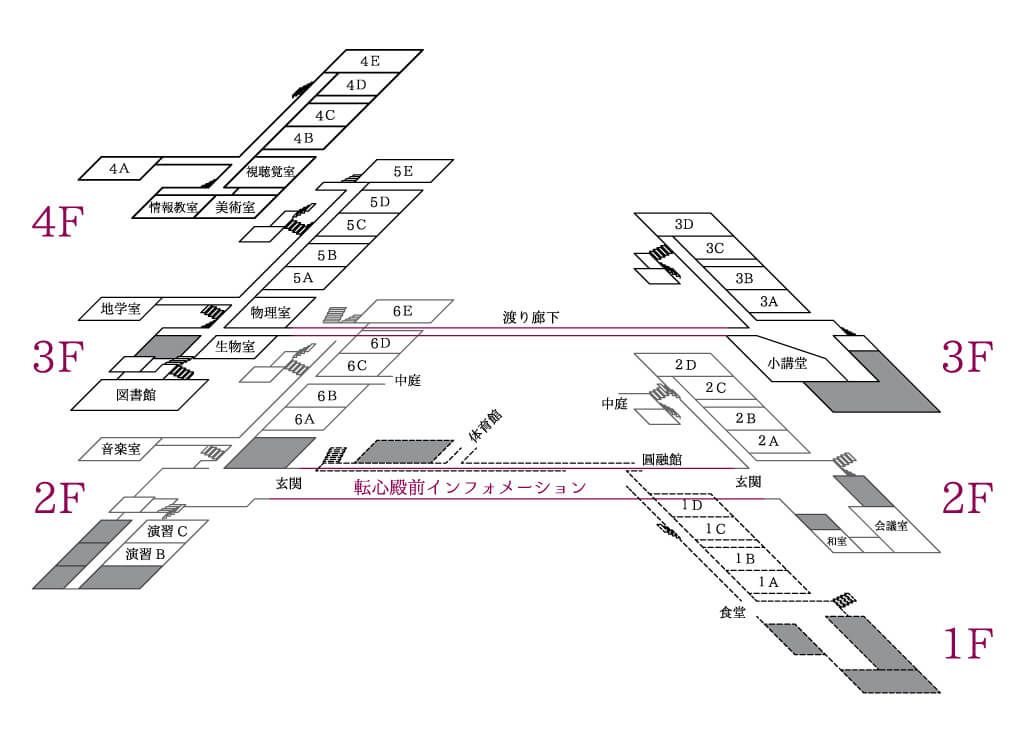 4E
4D
4C
4B
4A
視聴覚室
情報教室
美術室
4F
5E
5D
5C
5B
5A
地学室
物理室
生物室
図書館
3F
渡り廊下
3D
3C
3B
3A
小講堂
3F
6E
6D
6C
中庭
6B
6A
音楽室
玄関
2F
演習C
演習B
体育館
圓融館
転心殿前インフォメーション
中庭
2D
2C
2B
2A
玄関
会議室
和室
2F
1D
1C
1B
1A
食堂
1F